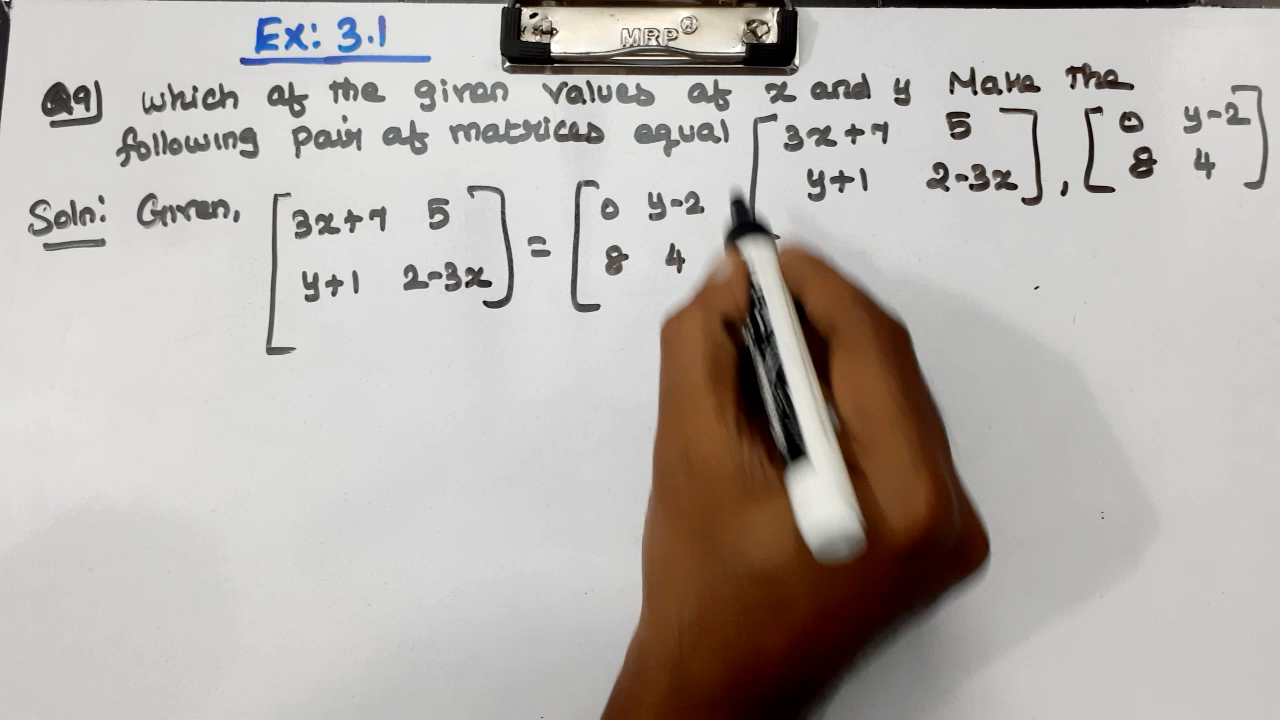 MRP®
Ex: 3.1
Q9) which of the given values of x and y Make The
following pair of matrices equal [3x+7 5 y+1 2-3x], [0 y-2 8 4]
Soln: Given, [3x+7 5 y+1 2-3x] = [0 y-2 8 4